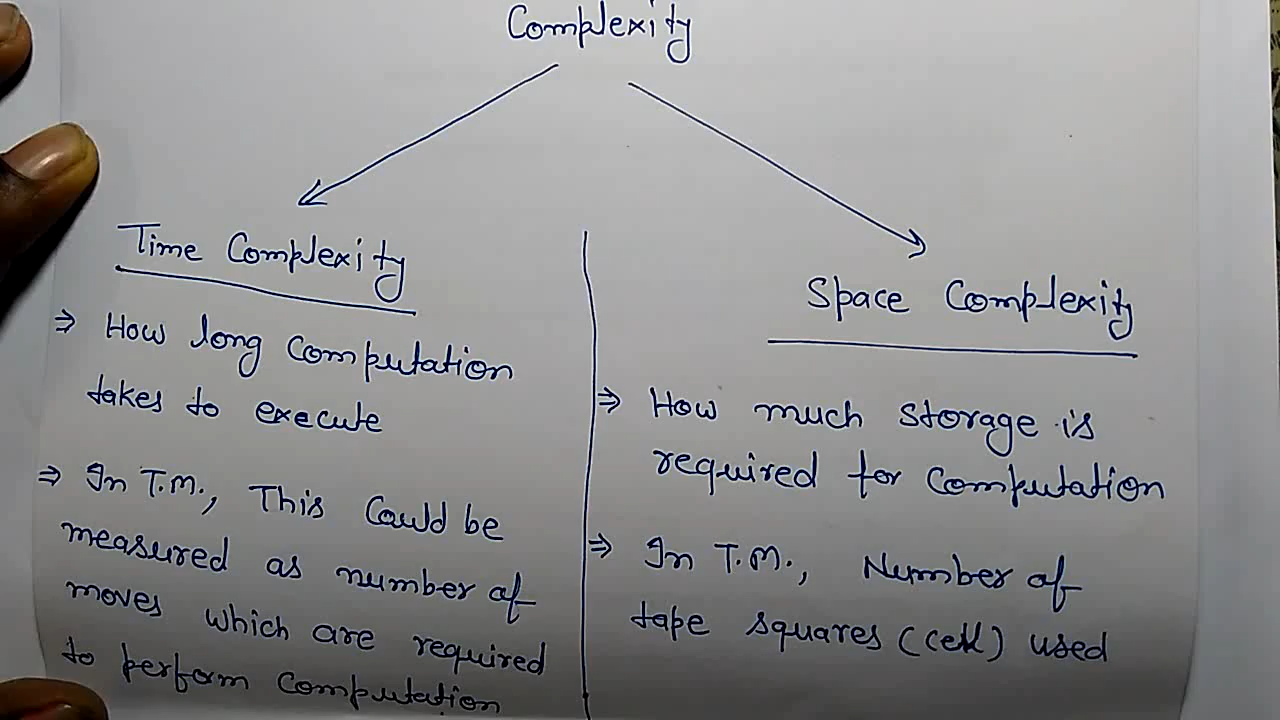 Complexity
Time Complexity
⇒ How long Computation
takes to execute
⇒ In T.M., This Could be
measured as number of
moves which are required
to perform Computation
Space Complexity
⇒ How much storage is
required for Computation
⇒ In T.M., Number of
tape squares (Cell) used